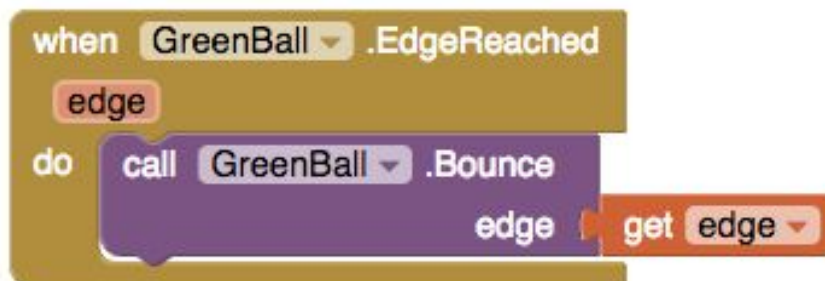 when GreenBall .EdgeReached
edge
do call GreenBall .Bounce
edge get edge